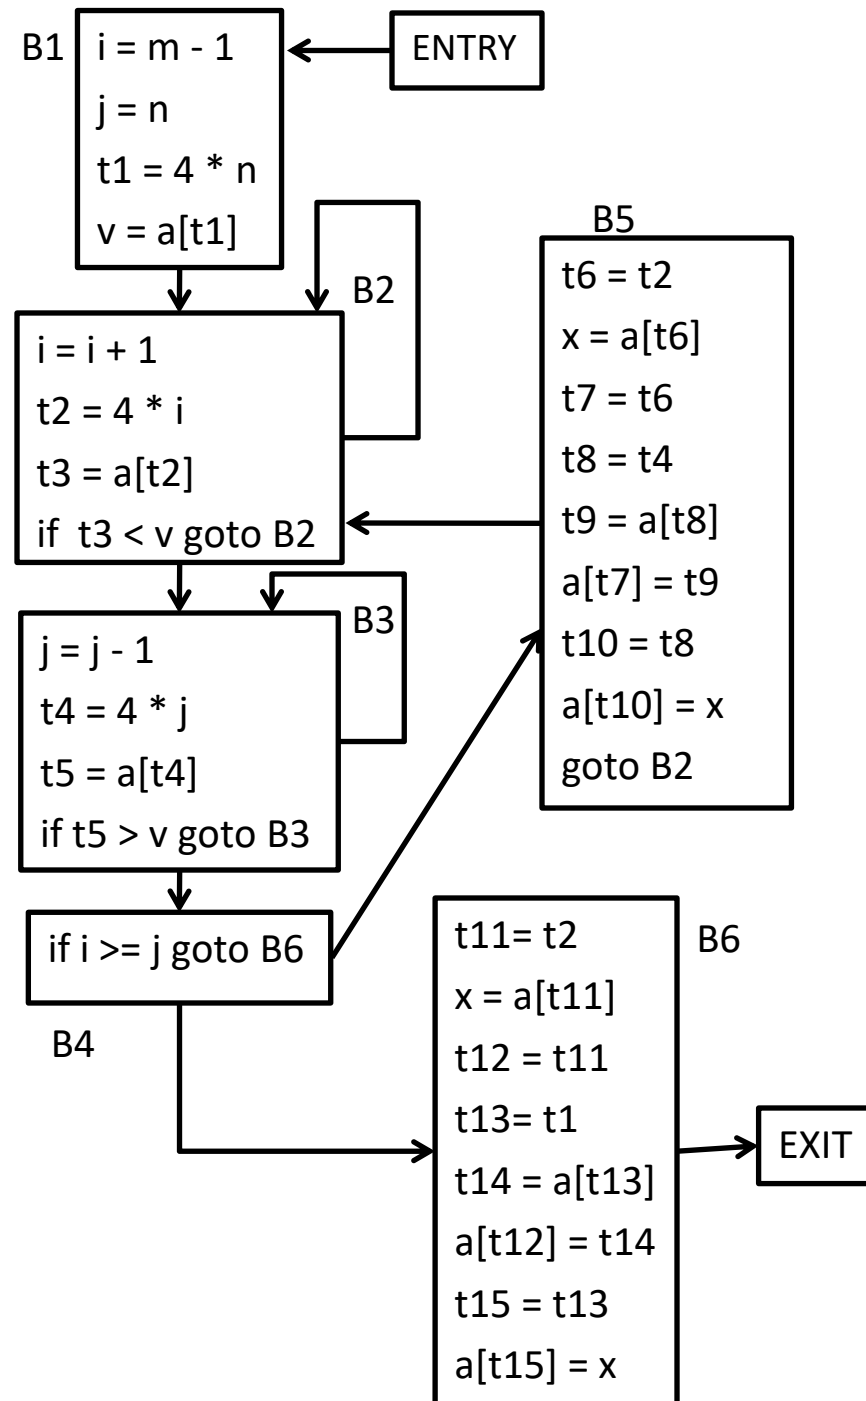 B1
i = m - 1
j = n
t1 = 4 * n
v = a[t1]
ENTRY
B2
i = i + 1
t2 = 4 * i
t3 = a[t2]
if t3 < v goto B2
B3
j = j - 1
t4 = 4 * j
t5 = a[t4]
if t5 > v goto B3
if i >= j goto B6
B4
B5
t6 = t2
x = a[t6]
t7 = t6
t8 = t4
t9 = a[t8]
a[t7] = t9
t10 = t8
a[t10] = x
goto B2
B6
t11= t2
x = a[t11]
t12 = t11
t13= t1
t14 = a[t13]
a[t12] = t14
t15 = t13
a[t15] = x
EXIT